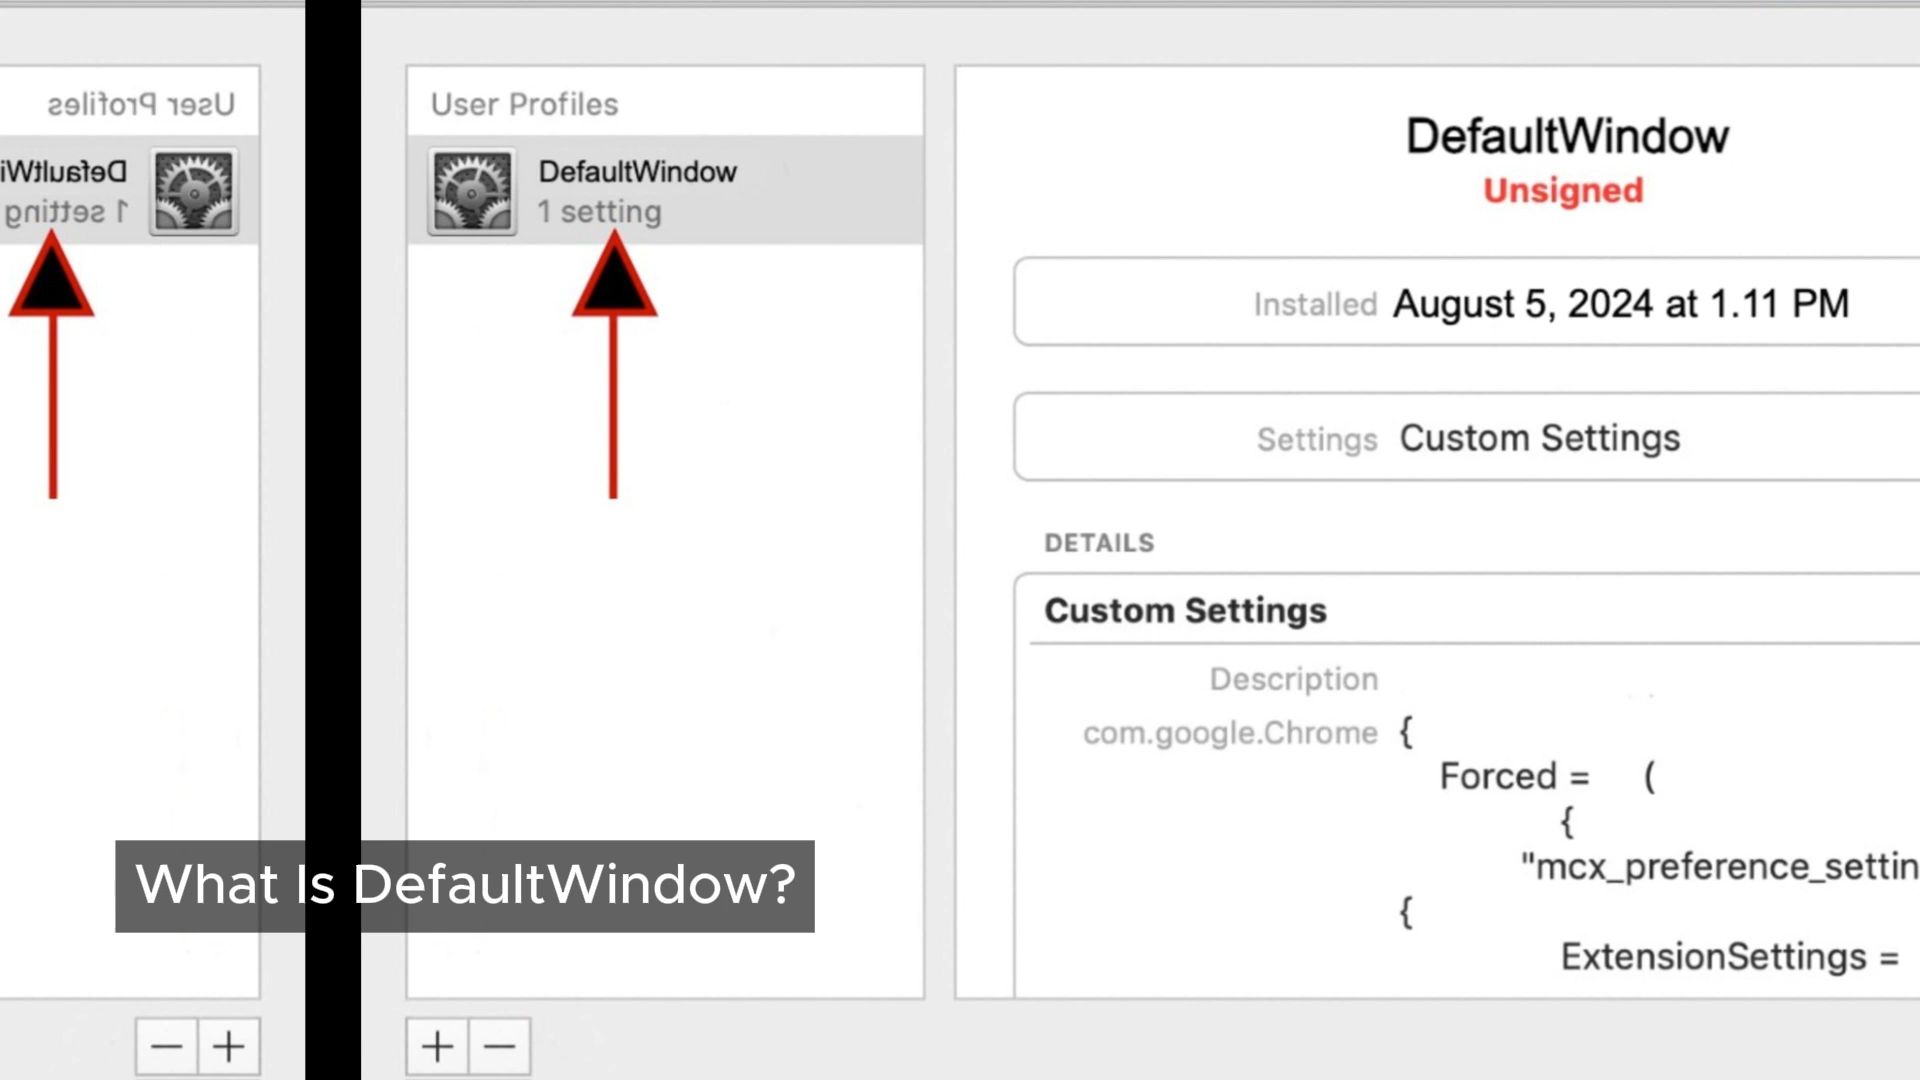 User Profiles
DefaultWi
1 setting
User Profiles
DefaultWindow
1 setting
DefaultWindow
Unsigned
Installed August 5, 2024 at 1.11 PM
Settings Custom Settings
DETAILS
Custom Settings
Description
com.google.Chrome {
Forced = (
{
"mcx_preference_settin
{
ExtensionSettings =
What Is DefaultWindow?